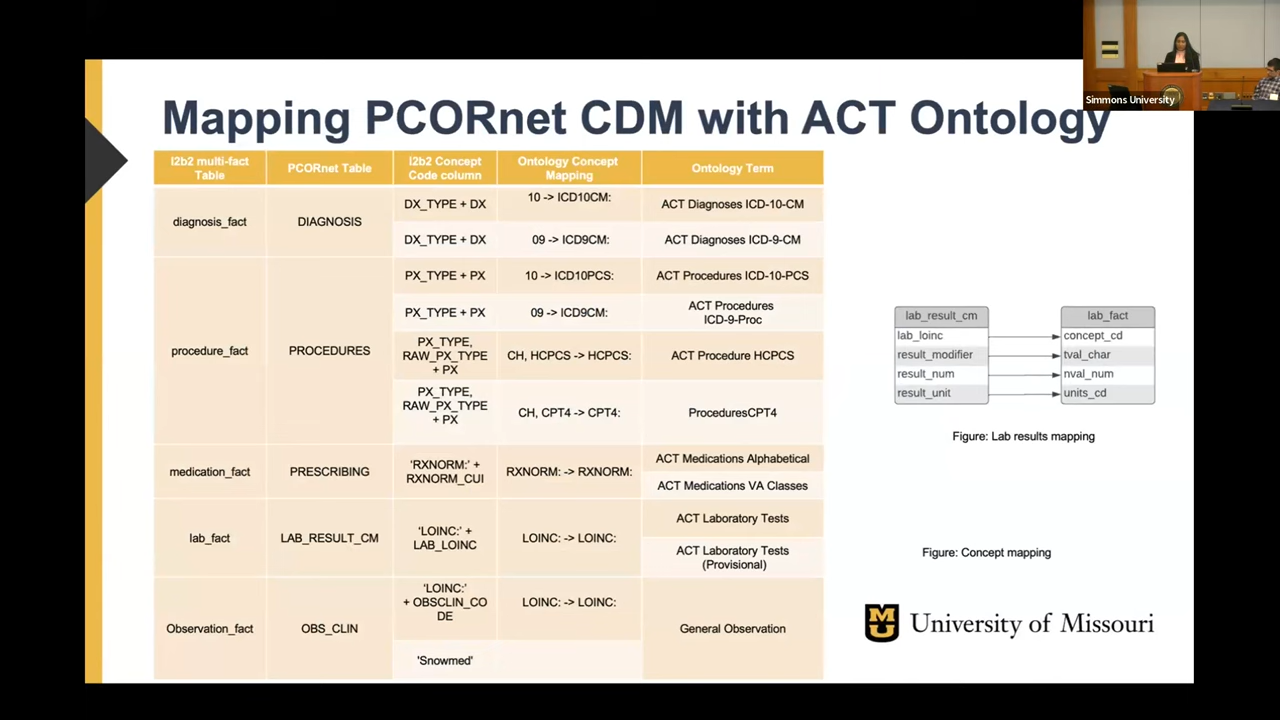 Simmons University
Mapping PCORnet CDM with ACT Ontology
I2b2 multi-fact
Table
PCORnet Table
I2b2 Concept
Code column
Ontology Concept
Mapping
Ontology Term
diagnosis_fact
DIAGNOSIS
DX_TYPE + DX
10 -> ICD10CM:
ACT Diagnoses ICD-10-CM
DX_TYPE + DX
09 -> ICD9CM:
ACT Diagnoses ICD-9-CM
procedure_fact
PROCEDURES
PX_TYPE + PX
10 -> ICD10PCS:
ACT Procedures ICD-10-PCS
PX_TYPE + PX
09 -> ICD9CM:
ACT Procedures
ICD-9-Proc
PX_TYPE,
RAW_PX_TYPE
+ PX
CH, HCPCS -> HCPCS:
ACT Procedure HCPCS
PX_TYPE,
RAW_PX_TYPE
+ PX
CH, CPT4 -> CPT4:
ProceduresCPT4
medication_fact
PRESCRIBING
'RXNORM:' +
RXNORM_CUI
RXNORM: -> RXNORM:
ACT Medications Alphabetical
ACT Medications VA Classes
lab_fact
LAB_RESULT_CM
'LOINC:' +
LAB_LOINC
LOINC: -> LOINC:
ACT Laboratory Tests
ACT Laboratory Tests
(Provisional)
Observation_fact
OBS_CLIN
'LOINC:'
+ OBSCLIN_CO
DE
LOINC: -> LOINC:
General Observation
'Snowmed'
lab_result_cm
lab_loinc
result_modifier
result_num
result_unit
lab_fact
concept_cd
tval_char
nval_num
units_cd
Figure: Lab results mapping
Figure: Concept mapping
MU
University of Missouri